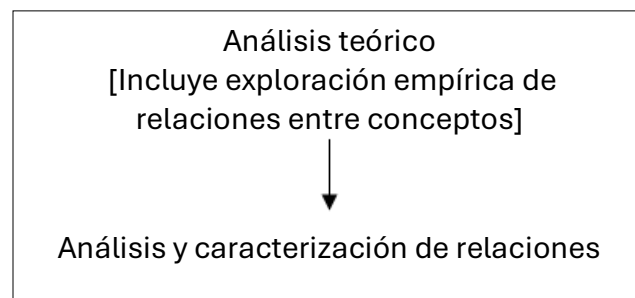 Análisis teórico
[Incluye exploración empírica de
relaciones entre conceptos]
Análisis y caracterización de relaciones